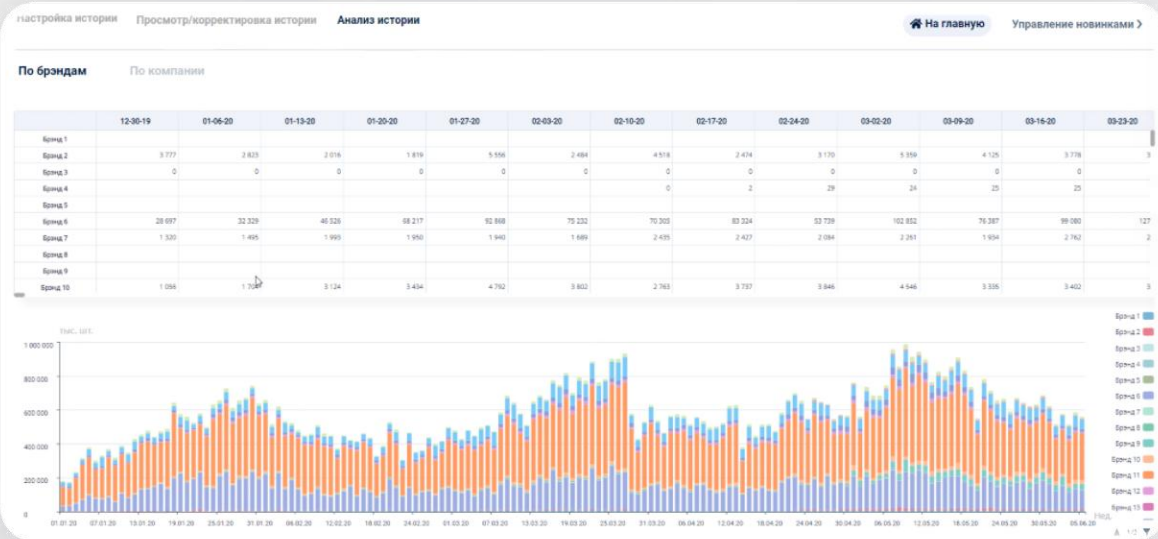 Настройка истории Просмотр/корректировка истории Анализ истории На главную Управление новинками
По брэндам По компании
12-30-19 01-06-20 01-13-20 01-20-20 01-27-20 02-03-20 02-10-20 02-17-20 02-24-20 03-02-20 03-09-20 03-16-20 03-23-20
Брэнд 1
Брэнд 2 3 777 2 823 2 016 1 819 5 556 2 484 4 518 2 474 3 170 5 359 4 125 3 778 3
Брэнд 3 0 0 0 0 0 0 0 0 0 0 0 0
Брэнд 4 0 2 29 24 25 25
Брэнд 5
Брэнд 6 28 697 32 329 46 526 68 217 92 868 75 232 70 305 83 324 53 739 102 852 76 387 99 080 127
Брэнд 7 1 320 1 495 1 993 1 950 1 940 1 689 2 435 2 427 2 084 2 261 1 934 2 762 2
Брэнд 8
Брэнд 9
Брэнд 10 1 056 3 124 3 434 4 792 3 802 2 763 3 737 3 846 4 546 3 335 3 402 3
тыс. шт.
1 000 000
800 000
600 000
400 000
200 000
0
01.01.20 07.01.20 13.01.20 19.01.20 25.01.20 31.01.20 06.02.20 12.02.20 18.02.20 24.02.20 01.03.20 07.03.20 13.03.20 19.03.20 25.03.20 31.03.20 06.04.20 12.04.20 18.04.20 24.04.20 30.04.20 06.05.20 12.05.20 18.05.20 24.05.20 30.05.20 05.06.20
Нед.
Брэнд 1
Брэнд 2
Брэнд 3
Брэнд 4
Брэнд 5
Брэнд 6
Брэнд 7
Брэнд 8
Брэнд 9
Брэнд 10
Брэнд 11
Брэнд 12
Брэнд 13
1/2